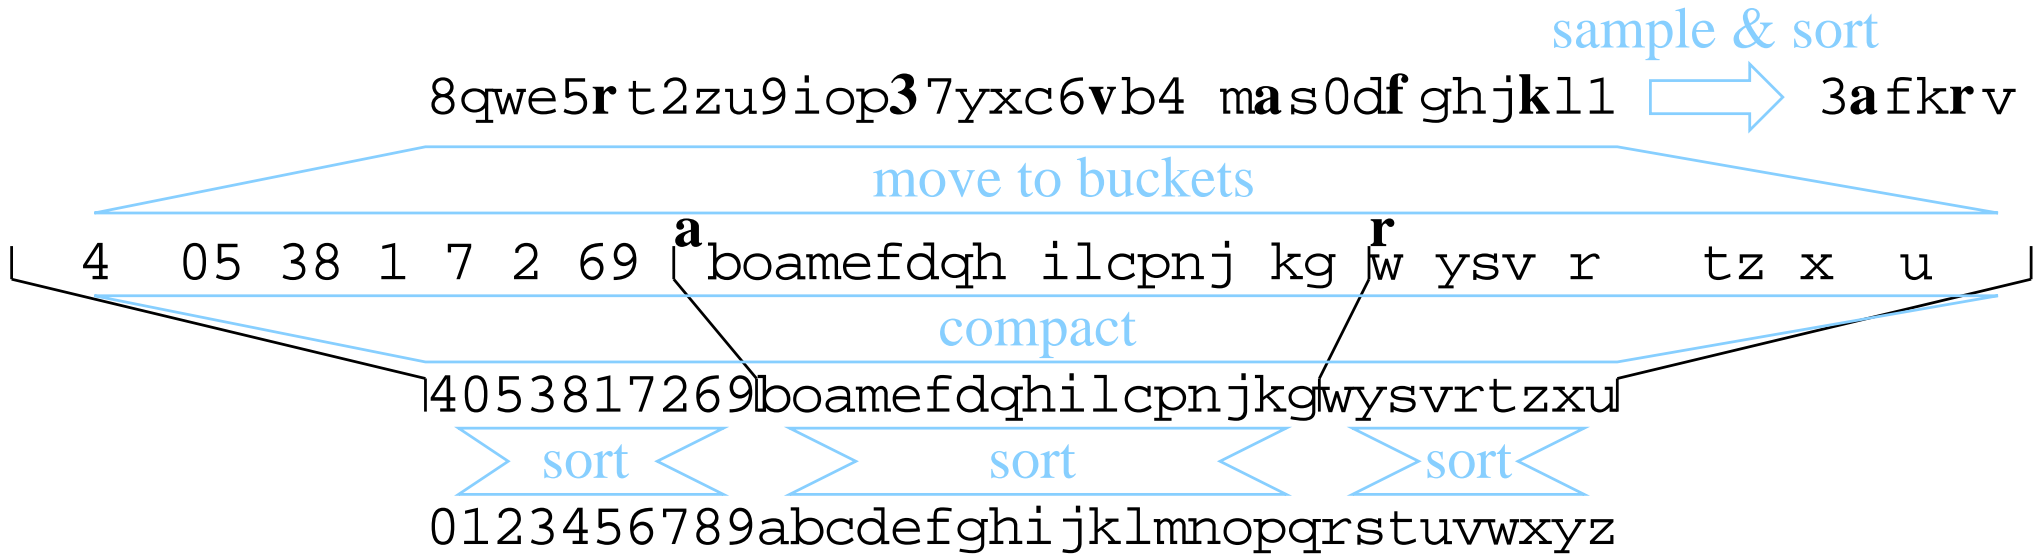 sample & sort
8qwe5rt2zu9iop37yxc6vb4 mas0dfghjkl1 3afkrv
move to buckets
a r
4 05 38 1 7 2 69 boamefdqh ilcpnj kg w ysv r tz x u
compact
4053817269boamefdqhilcpnjkgwysvrtzxu
sort sort sort
0123456789abcdefghijklmnopqrstuvwxyz